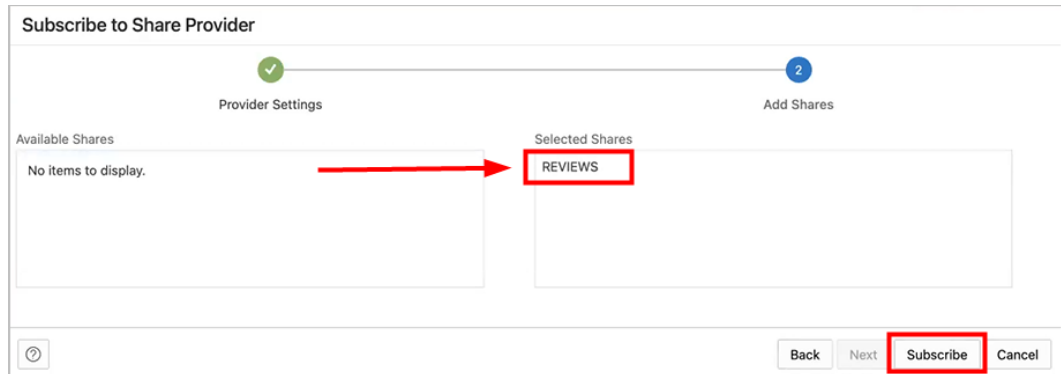 Subscribe to Share Provider
2
Provider Settings
Add Shares
Available Shares
Selected Shares
No items to display.
REVIEWS
?
Back
Next
Subscribe
Cancel